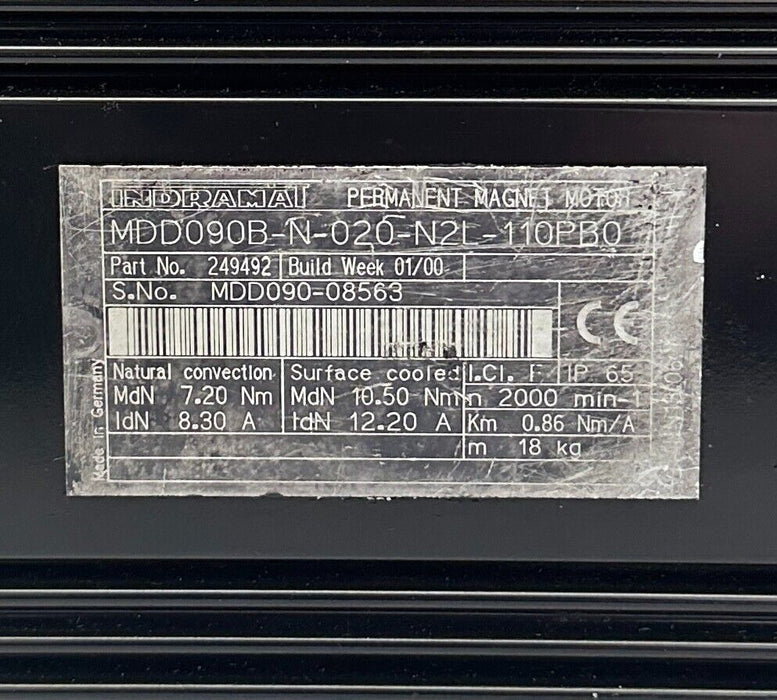 INDRAMAT PERMANENT MAGNET MOTOR
MDD090B-N-020-N2L-110PB0
Part No. 249492 Build Week 01/00
S.No. MDD090-08563
CE
Natural convection Surface cooled I.Cl. F IP 65
MdN 7.20 Nm MdN 10.50 Nm n 2000 min-1
IdN 8.30 A IdN 12.20 A Km 0.86 Nm/A
m 18 kg
Made in Germany